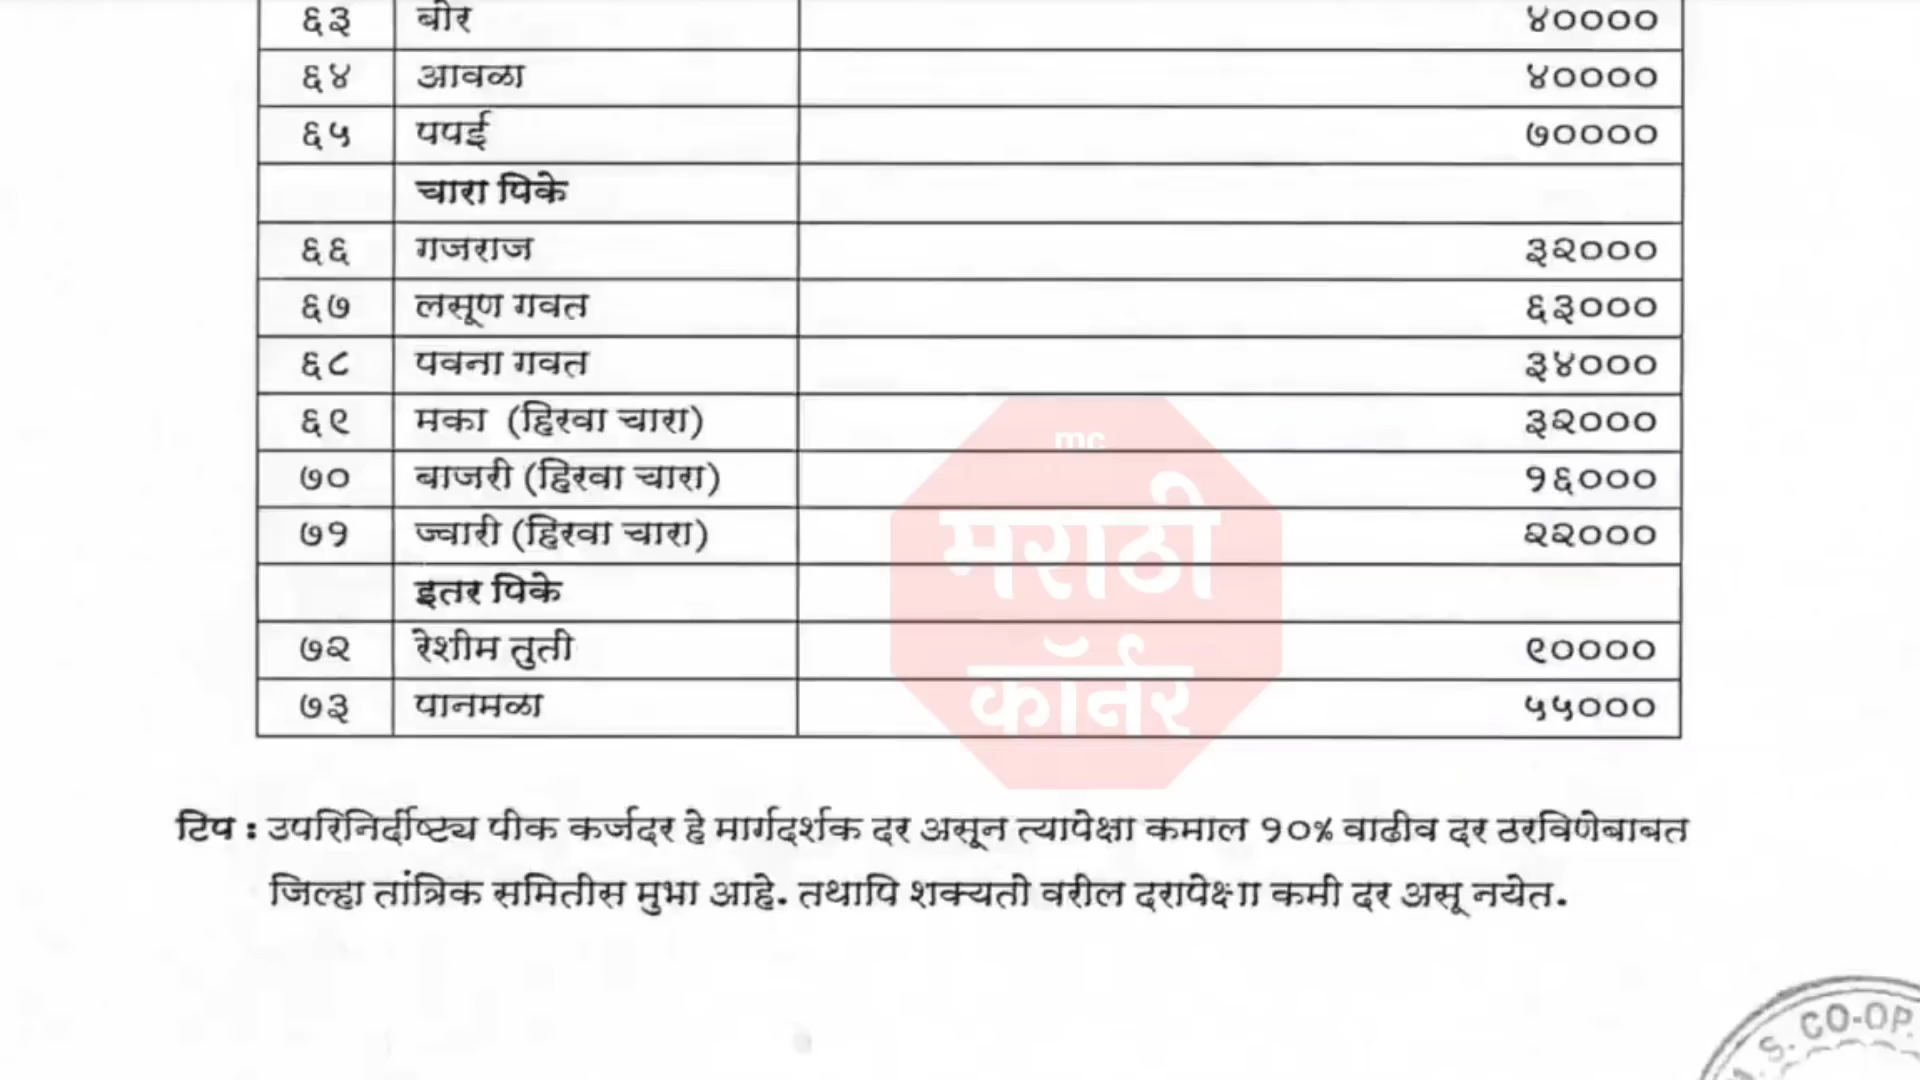 ६३ बोर ४००००
६४ आवळा ४००००
६५ पपई ७००००
चारा पिके
६६ गजराज ३२०००
६७ लसूण गवत ६३०००
६८ पवना गवत ३४०००
६९ मका (हिरवा चारा) ३२०००
७० बाजरी (हिरवा चारा) १६०००
७१ ज्वारी (हिरवा चारा) २२०००
इतर पिके
७२ रेशीम तुती ९००००
७३ पानमळा ५५०००
mc
मराठी
कॉर्नर
टिप : उपरिनिर्दीष्ट्य पीक कर्जदर हे मार्गदर्शक दर असून त्यापेक्षा कमाल १०% वाढीव दर ठरविणेबाबत
जिल्हा तांत्रिक समितीस मुभा आहे. तथापि शक्यतो वरील दरापेक्षा कमी दर असू नयेत.
S. CO-OP.